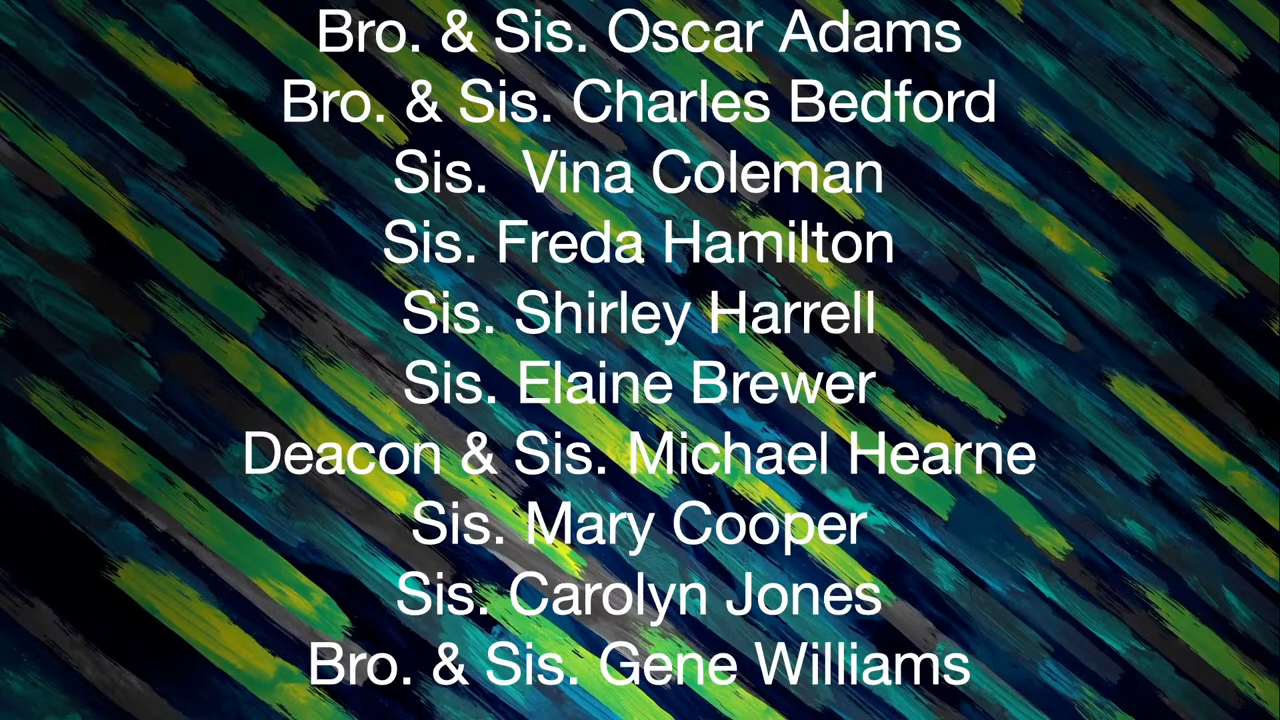 Bro. & Sis. Oscar Adams
Bro. & Sis. Charles Bedford
Sis.  Vina Coleman
Sis. Freda Hamilton
Sis. Shirley Harrell
Sis. Elaine Brewer
Deacon & Sis. Michael Hearne
Sis. Mary Cooper
Sis. Carolyn Jones
Bro. & Sis. Gene Williams